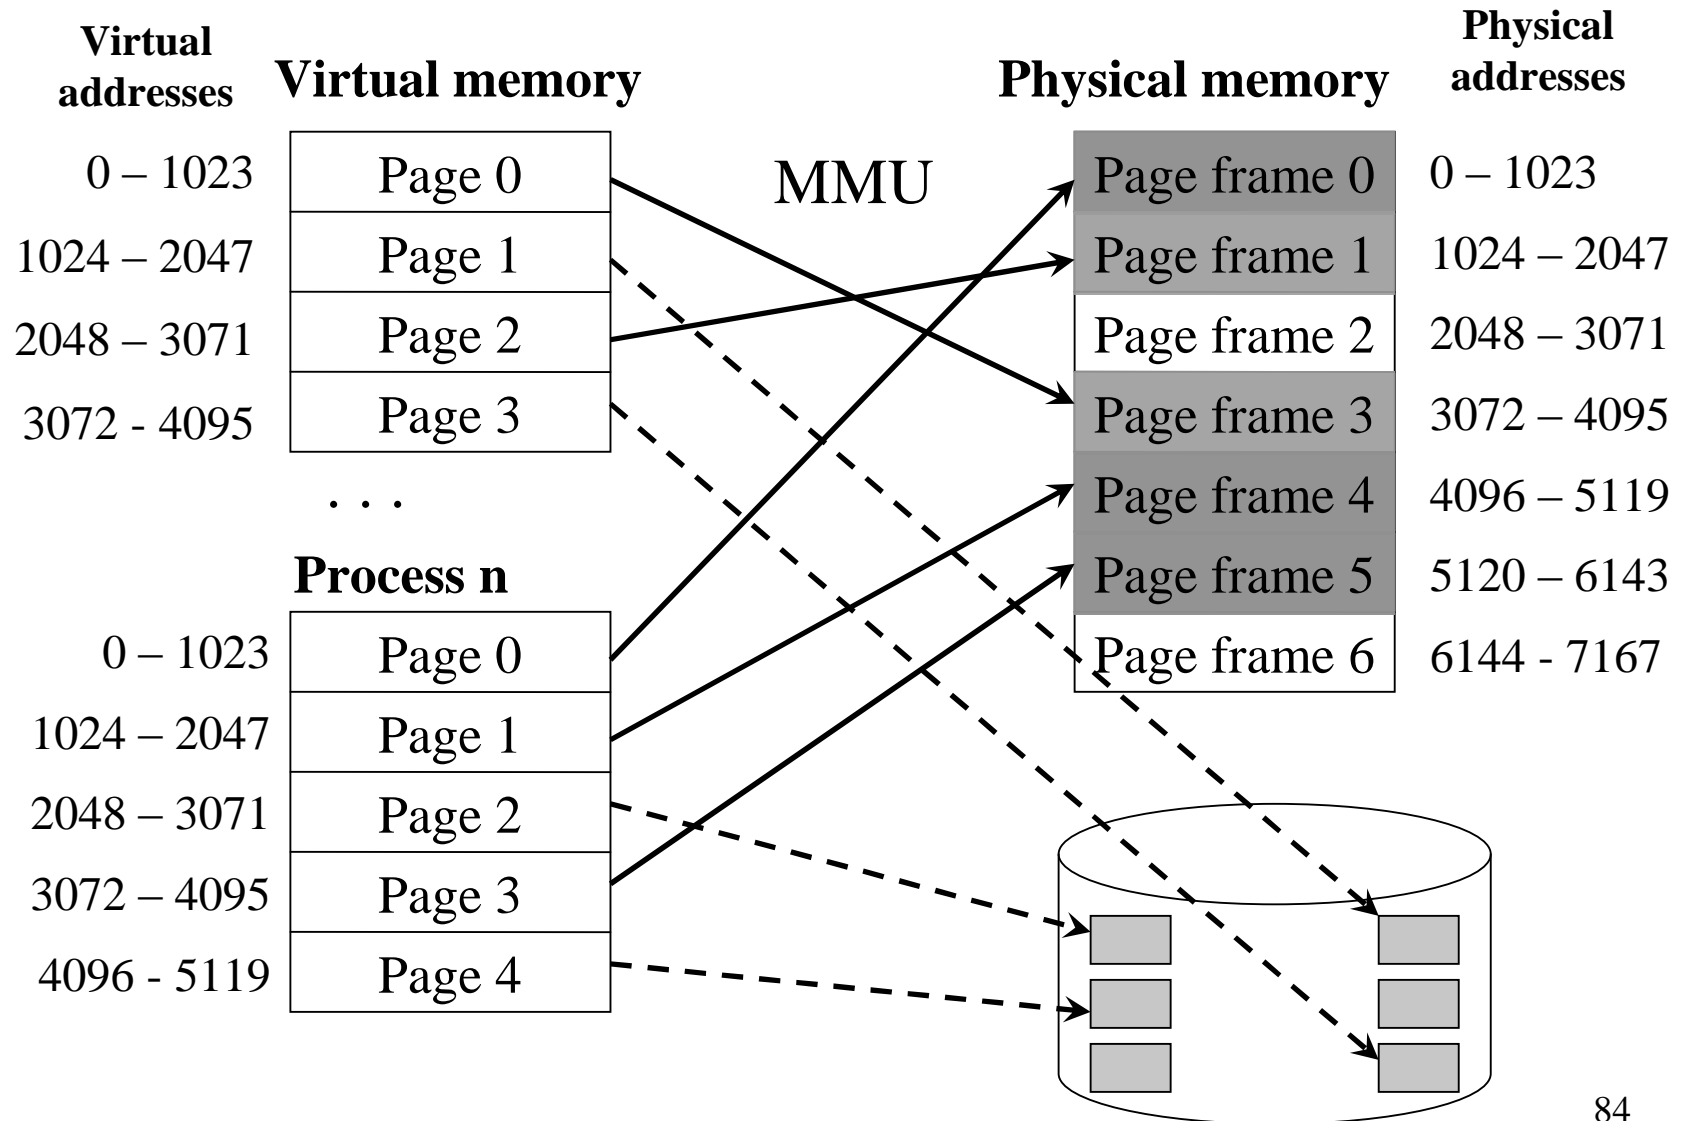 Virtual
addresses
Virtual memory
0 – 1023
Page 0
1024 – 2047
Page 1
2048 – 3071
Page 2
3072 - 4095
Page 3
. . .
Process n
0 – 1023
Page 0
1024 – 2047
Page 1
2048 – 3071
Page 2
3072 – 4095
Page 3
4096 - 5119
Page 4
MMU
Physical memory
Physical
addresses
Page frame 0
0 – 1023
Page frame 1
1024 – 2047
Page frame 2
2048 – 3071
Page frame 3
3072 – 4095
Page frame 4
4096 – 5119
Page frame 5
5120 – 6143
Page frame 6
6144 - 7167
84